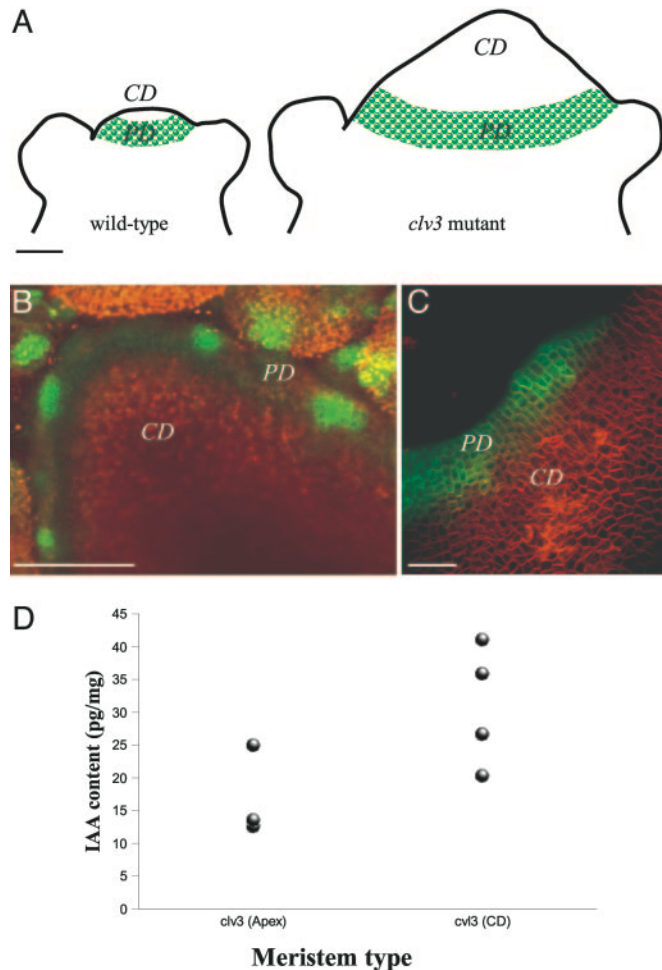 A
CD
PD
wild-type
CD
PD
clv3 mutant
B
PD
CD
C
PD
CD
D
IAA content (pg/mg)
45
40
35
30
25
20
15
10
5
0
clv3 (Apex)
cvl3 (CD)
Meristem type